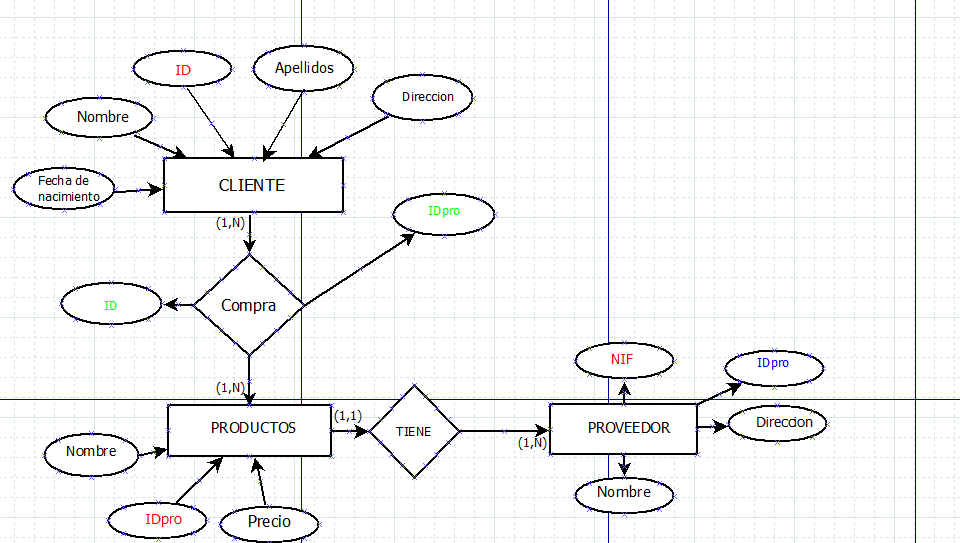 ID
Apellidos
Direccion
Nombre
Fecha de
nacimiento
CLIENTE
(1,N)
IDpro
ID
Compra
(1,N)
NIF
IDpro
PRODUCTOS
(1,1)
TIENE
(1,N)
PROVEEDOR
Direccion
Nombre
Nombre
IDpro
Precio